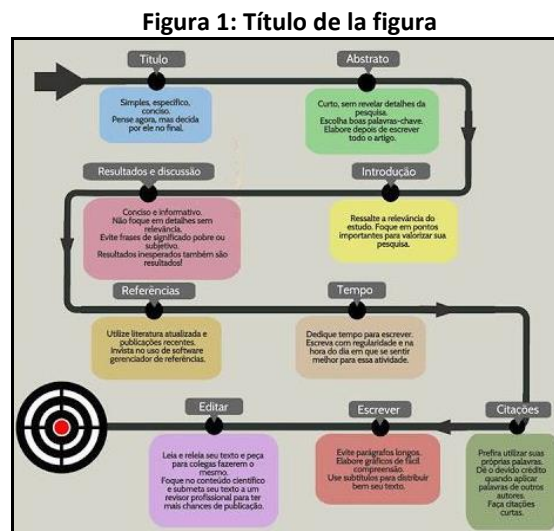 Figura 1: Título de la figura
Título
Simples, específico,
conciso.
Pense agora, mas decida
por ele no final.
Abstrato
Curto, sem revelar detalhes da
pesquisa.
Escolha boas palavras-chave.
Elabore depois de escrever
todo o artigo.
Introdução
Ressalte a relevância do
estudo. Foque em pontos
importantes para valorizar sua
pesquisa.
Resultados e discussão
Conciso e informativo.
Não foque em detalhes sem
relevância.
Evite frases de significado pobre ou
subjetivo.
Resultados inesperados também são
resultados!
Referências
Utilize literatura atualizada e
publicações recentes.
Invista no uso de software
gerenciador de referências.
Tempo
Dedique tempo para escrever.
Escreva com regularidade e na
hora do dia em que se sentir
melhor para essa atividade.
Citações
Prefira utilizar suas
próprias palavras.
Dê o devido crédito
quando aplicar
palavras de outros
autores.
Faça citações
curtas.
Escrever
Evite parágrafos longos.
Elabore gráficos de fácil
compreensão.
Use subtítulos para distribuir
bem seu texto.
Editar
Leia e releia seu texto e peça
para colegas fazerem o
mesmo.
Foque no conteúdo científico
e submeta seu texto a um
revisor profissional para ter
mais chances de publicação.